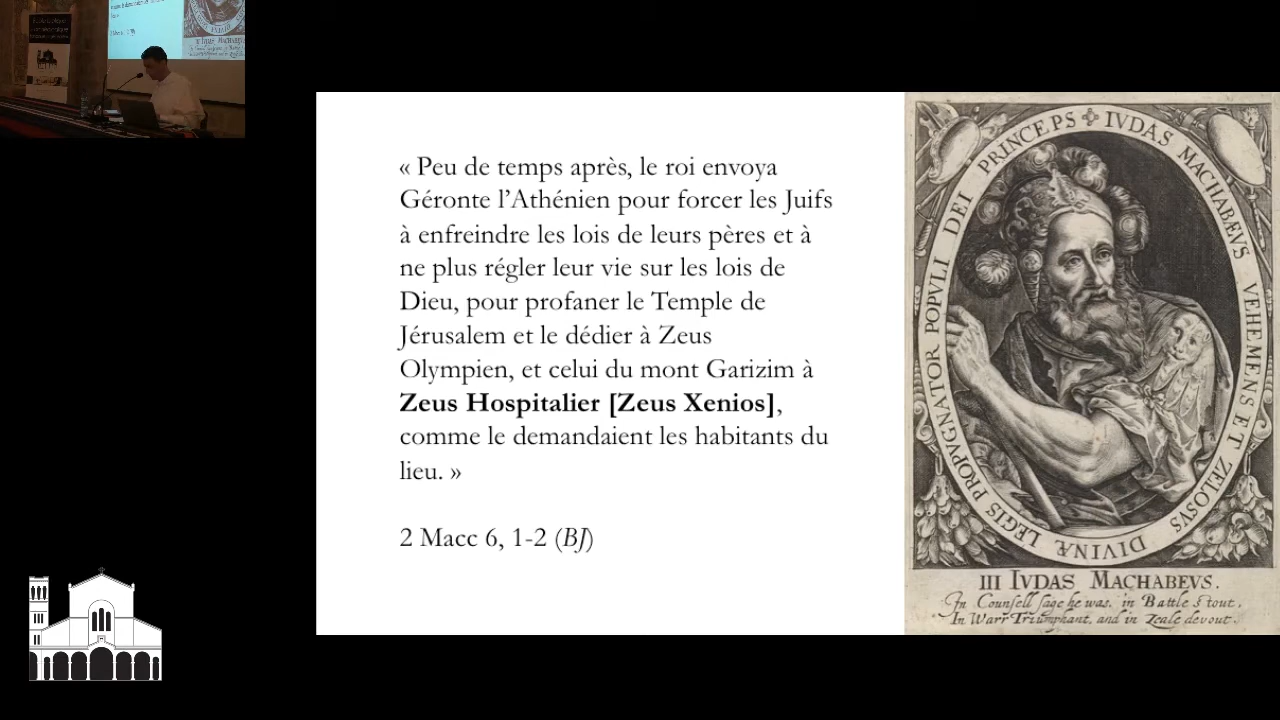 « Peu de temps après, le roi envoya
Géronte l’Athénien pour forcer les Juifs
à enfreindre les lois de leurs pères et à
ne plus régler leur vie sur les lois de
Dieu, pour profaner le Temple de
Jérusalem et le dédier à Zeus
Olympien, et celui du mont Garizim à
Zeus Hospitalier [Zeus Xenios],
comme le demandaient les habitants du
lieu. »
2 Macc 6, 1-2 (BJ)
IVDAS MACHABÆVS VEHEMENS ET ZELOSVS DIVINÆ LEGIS PROPVGNATOR POPVLI DEI PRINCEPS
III IVDAS MACHABEVS.
In Counsell sage he was, in Battle stout,
In Warr Triumphant, and in Zeale devout.